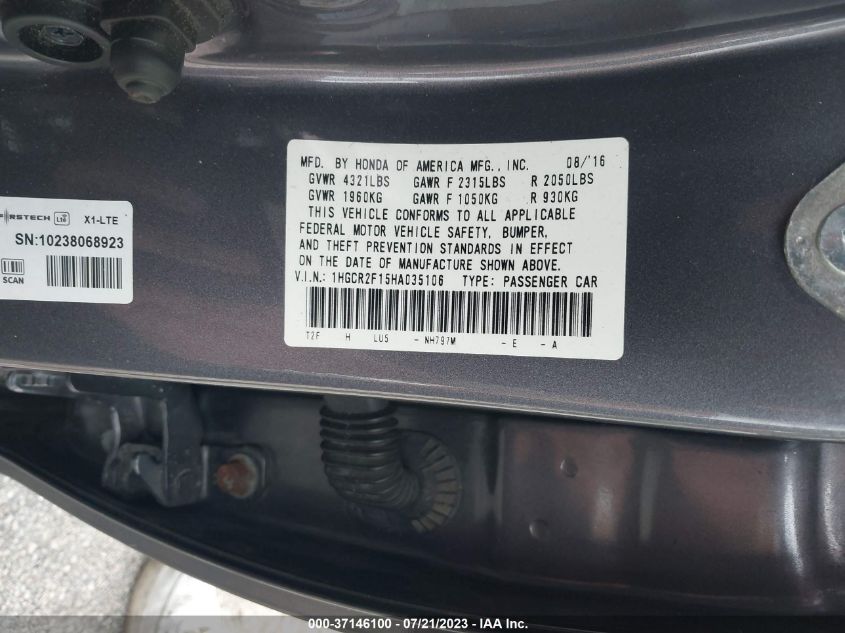 MFD. BY HONDA OF AMERICA MFG., INC. 08/'16
GVWR 4321LBS GAWR F 2315LBS R 2050LBS
GVWR 1960KG GAWR F 1050KG R 930KG
THIS VEHICLE CONFORMS TO ALL APPLICABLE
FEDERAL MOTOR VEHICLE SAFETY, BUMPER,
AND THEFT PREVENTION STANDARDS IN EFFECT
ON THE DATE OF MANUFACTURE SHOWN ABOVE.
V.I.N.: 1HGCR2F15HA035106 TYPE: PASSENGER CAR
T2F H LUS - NH797M - E - A
RSTECH LTE X1-LTE
SN:10238068923
SCAN
000-37146100 - 07/21/2023 - IAA Inc.